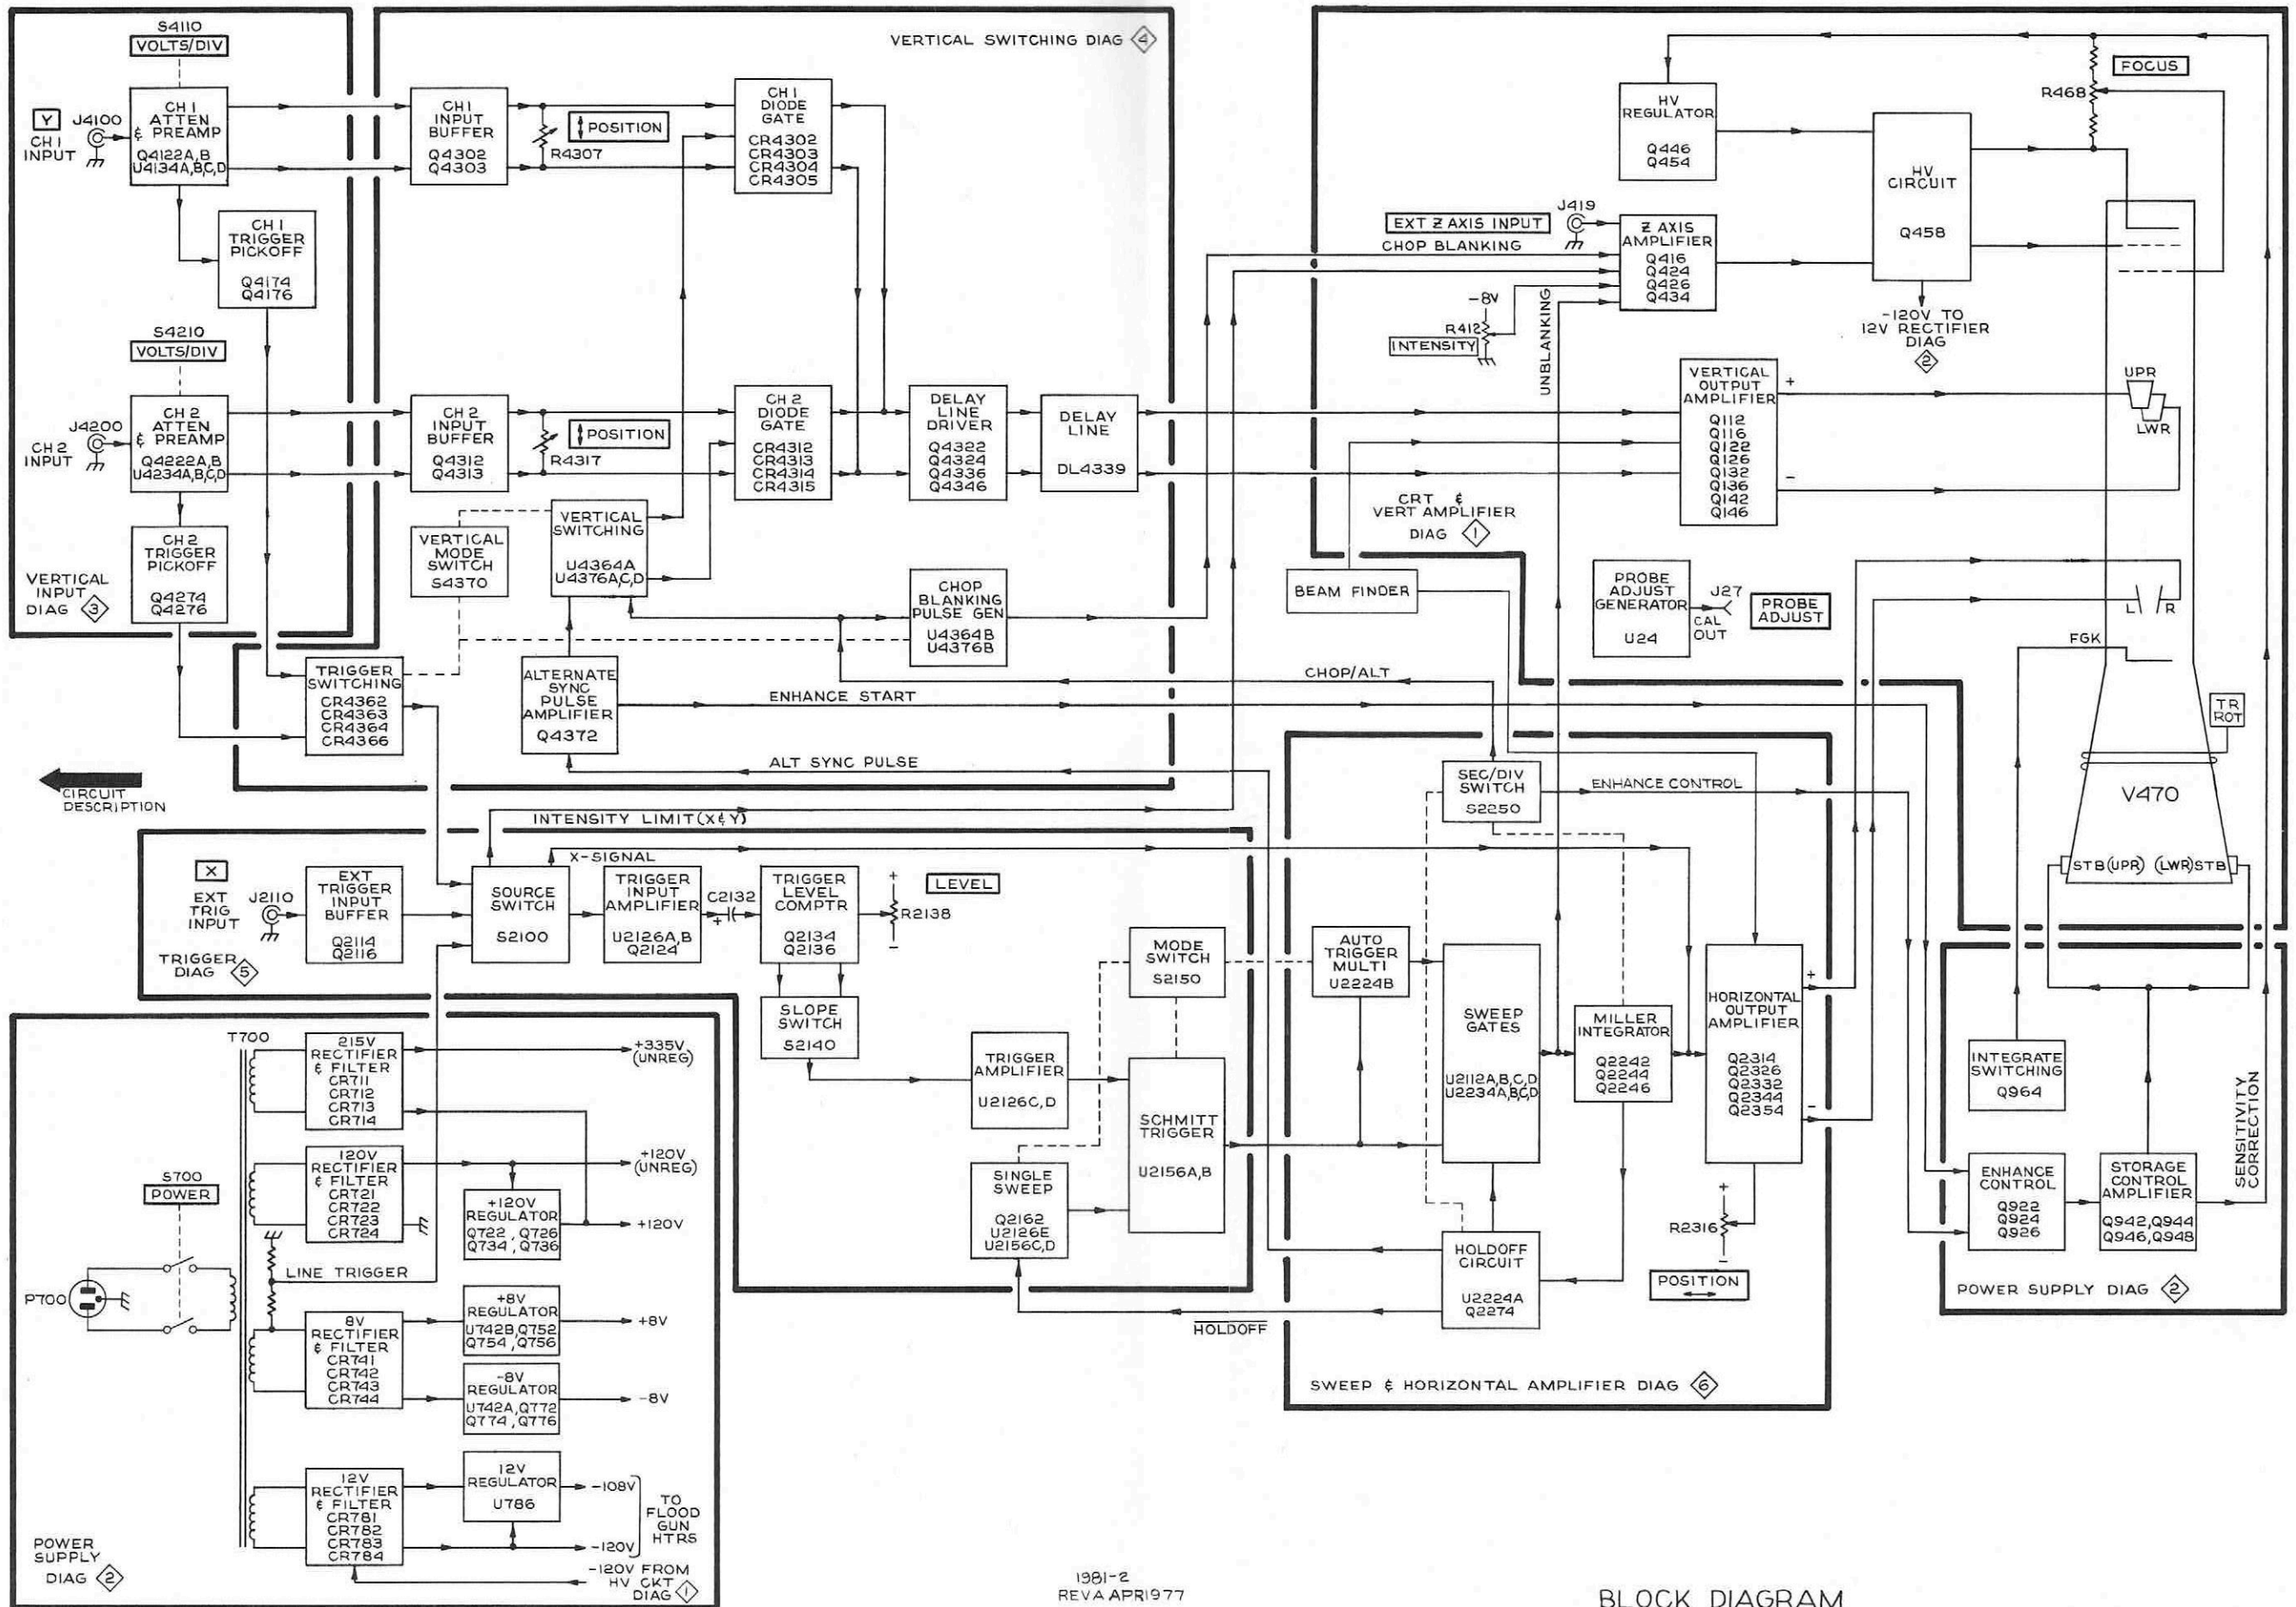 S4110
VOLTS/DIV
Y
J4100
CH 1
INPUT
CH 1
ATTEN
& PREAMP
Q4122A,B
U4134A,B,C,D
CH 1
TRIGGER
PICKOFF
Q4174
Q4176
S4210
VOLTS/DIV
J4200
CH 2
INPUT
CH 2
ATTEN
& PREAMP
Q4222A,B
U4234A,B,C,D
CH 2
TRIGGER
PICKOFF
Q4274
Q4276
VERTICAL
INPUT
DIAG 3
VERTICAL SWITCHING DIAG 4
CH 1
INPUT
BUFFER
Q4302
Q4303
POSITION
R4307
CH 1
DIODE
GATE
CR4302
CR4303
CR4304
CR4305
CH 2
INPUT
BUFFER
Q4312
Q4313
POSITION
R4317
CH 2
DIODE
GATE
CR4312
CR4313
CR4314
CR4315
DELAY
LINE
DRIVER
Q4322
Q4324
Q4336
Q4346
DELAY
LINE
DL4339
VERTICAL
MODE
SWITCH
S4370
VERTICAL
SWITCHING
U4364A
U4376A,C,D
CHOP
BLANKING
PULSE GEN
U4364B
U4376B
TRIGGER
SWITCHING
CR4362
CR4363
CR4364
CR4366
ALTERNATE
SYNC
PULSE
AMPLIFIER
Q4372
ENHANCE START
ALT SYNC PULSE
CHOP/ALT
CIRCUIT
DESCRIPTION
HV
REGULATOR
Q446
Q454
FOCUS
R468
HV
CIRCUIT
Q458
J419
EXT Z AXIS INPUT
CHOP BLANKING
Z AXIS
AMPLIFIER
Q416
Q424
Q426
Q434
-8V
R412
INTENSITY
UNBLANKING
-120V TO
12V RECTIFIER
DIAG
2
VERTICAL
OUTPUT
AMPLIFIER
Q112
Q116
Q122
Q126
Q132
Q136
Q142
Q146
+
-
UPR
LWR
CRT &
VERT AMPLIFIER
DIAG 1
BEAM FINDER
PROBE
ADJUST
GENERATOR
U24
J27
CAL
OUT
PROBE
ADJUST
L
R
FGK
TR
ROT
V470
STB(UPR) (LWR)STB
INTENSITY LIMIT(X&Y)
X-SIGNAL
X
EXT
TRIG
INPUT
J2110
EXT
TRIGGER
INPUT
BUFFER
Q2114
Q2116
TRIGGER
DIAG 5
SOURCE
SWITCH
S2100
TRIGGER
INPUT
AMPLIFIER
U2126A,B
Q2124
C2132
+
TRIGGER
LEVEL
COMPTR
Q2134
Q2136
+
LEVEL
R2138
-
SLOPE
SWITCH
S2140
TRIGGER
AMPLIFIER
U2126C,D
MODE
SWITCH
S2150
SCHMITT
TRIGGER
U2156A,B
SINGLE
SWEEP
Q2162
U2126E
U2156C,D
HOLDOFF
SEC/DIV
SWITCH
S2250
ENHANCE CONTROL
AUTO
TRIGGER
MULTI
U2224B
SWEEP
GATES
U2112A,B,C,D
U2234A,B,C,D
MILLER
INTEGRATOR
Q2242
Q2244
Q2246
HORIZONTAL
OUTPUT
AMPLIFIER
Q2314
Q2326
Q2332
Q2344
Q2354
+
-
HOLDOFF
CIRCUIT
U2224A
Q2274
+
R2316
-
POSITION
SWEEP & HORIZONTAL AMPLIFIER DIAG 6
INTEGRATE
SWITCHING
Q964
ENHANCE
CONTROL
Q922
Q924
Q926
STORAGE
CONTROL
AMPLIFIER
Q942,Q944
Q946,Q948
SENSITIVITY
CORRECTION
POWER SUPPLY DIAG 2
T700
215V
RECTIFIER
& FILTER
CR711
CR712
CR713
CR714
+335V
(UNREG)
120V
RECTIFIER
& FILTER
CR721
CR722
CR723
CR724
+120V
(UNREG)
+120V
REGULATOR
Q722, Q726
Q734, Q736
+120V
S700
POWER
P700
LINE TRIGGER
8V
RECTIFIER
& FILTER
CR741
CR742
CR743
CR744
+8V
REGULATOR
U742B,Q752
Q754,Q756
+8V
-8V
REGULATOR
U742A,Q772
Q774,Q776
-8V
12V
RECTIFIER
& FILTER
CR781
CR782
CR783
CR784
12V
REGULATOR
U786
-108V
-120V
TO
FLOOD
GUN
HTRS
-120V FROM
HV CKT
DIAG 1
POWER
SUPPLY
DIAG 2
1981-2
REV A APR 1977
BLOCK DIAGRAM